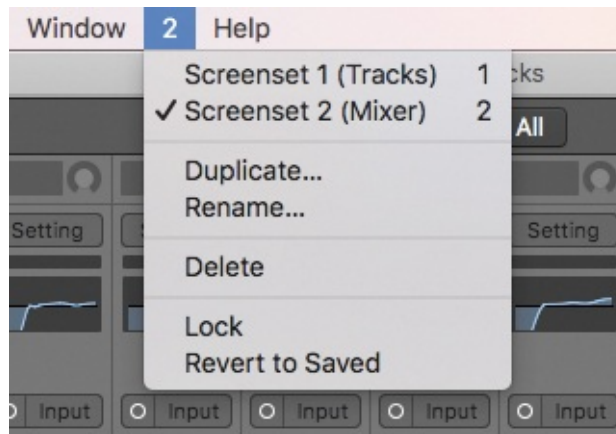 Window 2 Help
Screenset 1 (Tracks) 1
cks
✓ Screenset 2 (Mixer) 2
All
Duplicate...
Rename...
Setting
Setting
Delete
Lock
Revert to Saved
Input Input Input Input Input